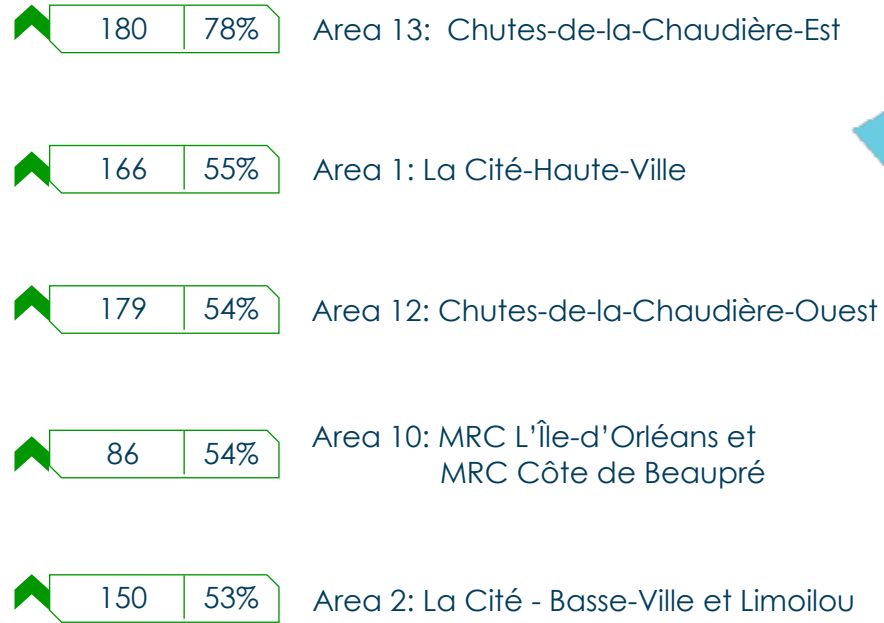 180 78% Area 13: Chutes-de-la-Chaudière-Est
166 55% Area 1: La Cité-Haute-Ville
179 54% Area 12: Chutes-de-la-Chaudière-Ouest
86 54% Area 10: MRC L’Île-d’Orléans et
MRC Côte de Beaupré
150 53% Area 2: La Cité - Basse-Ville et Limoilou